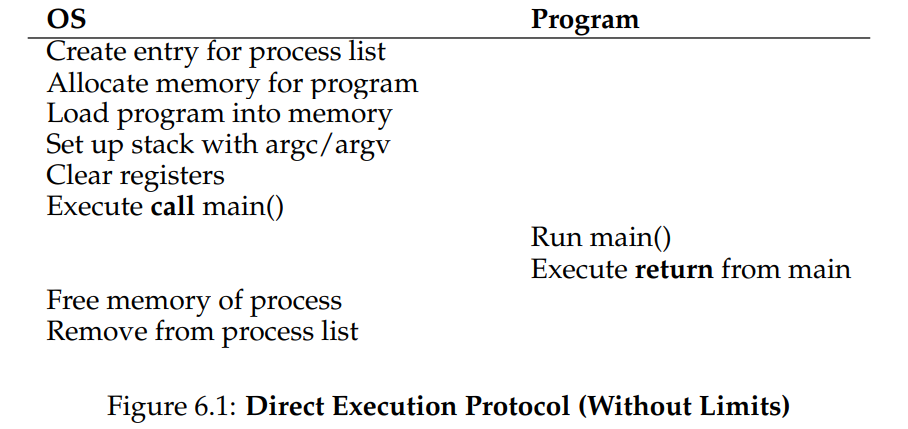 OS Program
Create entry for process list
Allocate memory for program
Load program into memory
Set up stack with argc/argv
Clear registers
Execute call main()
Run main()
Execute return from main
Free memory of process
Remove from process list
Figure 6.1: Direct Execution Protocol (Without Limits)